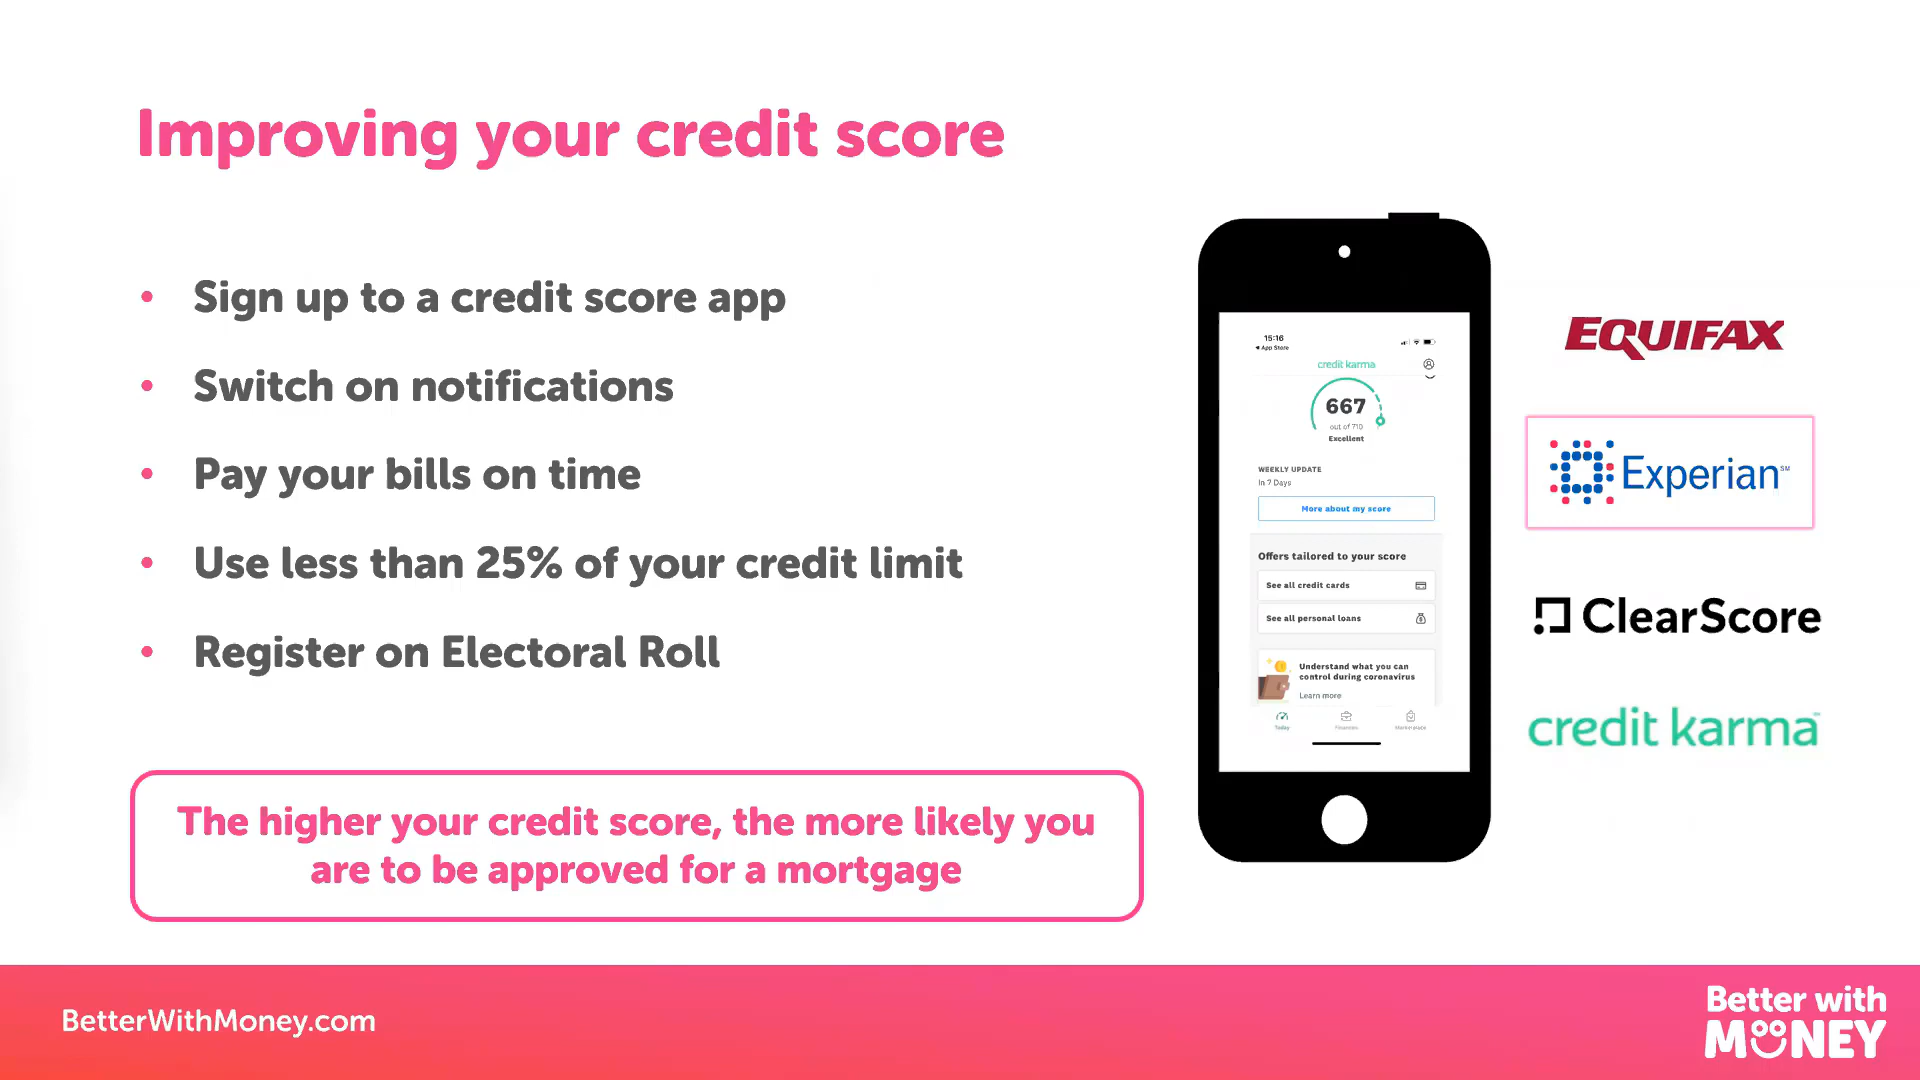 Improving your credit score
• Sign up to a credit score app
• Switch on notifications
• Pay your bills on time
• Use less than 25% of your credit limit
• Register on Electoral Roll
The higher your credit score, the more likely you
are to be approved for a mortgage
15:16
App Store
credit karma
667
out of 710
Excellent
WEEKLY UPDATE
In 7 Days
More about my score
Offers tailored to your score
See all credit cards
See all personal loans
Understand what you can
control during coronavirus
Learn more
Today
Finances
Marketplace
EQUIFAX
Experian SM
ClearScore
credit karma
BetterWithMoney.com
Better with
MONEY